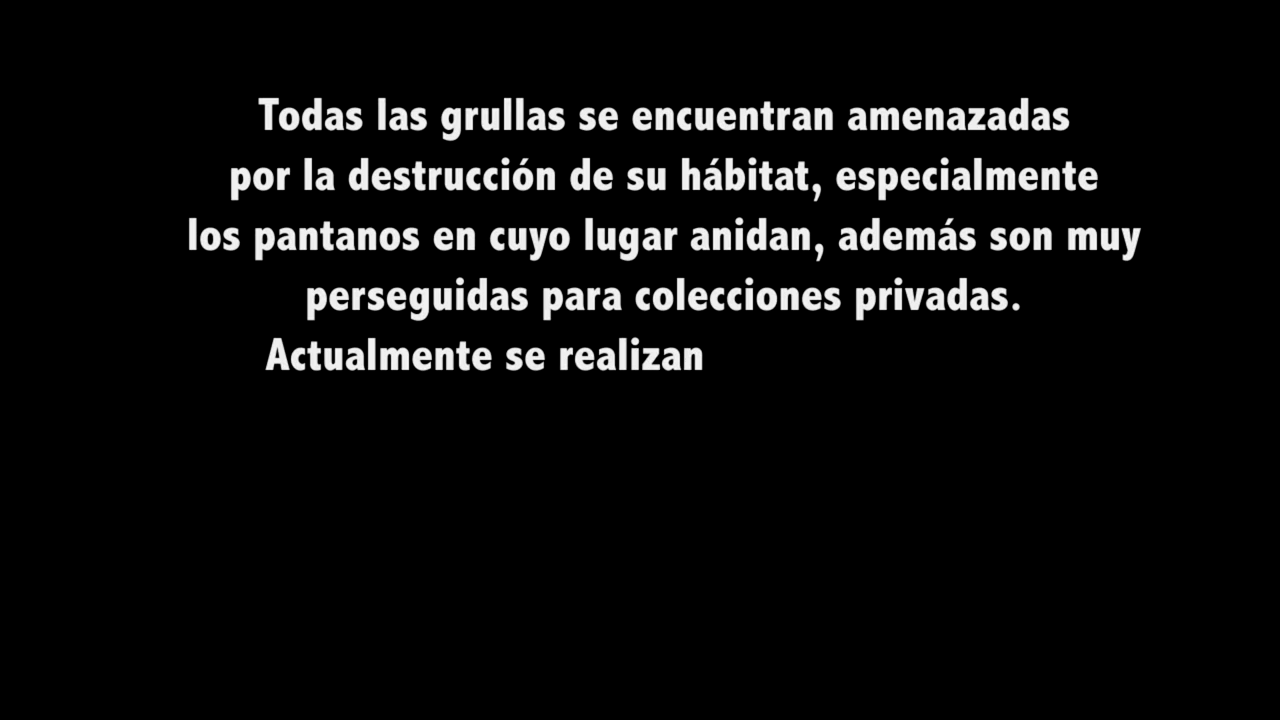 Todas las grullas se encuentran amenazadas
por la destrucción de su hábitat, especialmente
los pantanos en cuyo lugar anidan, además son muy
perseguidas para colecciones privadas.
Actualmente se realizan